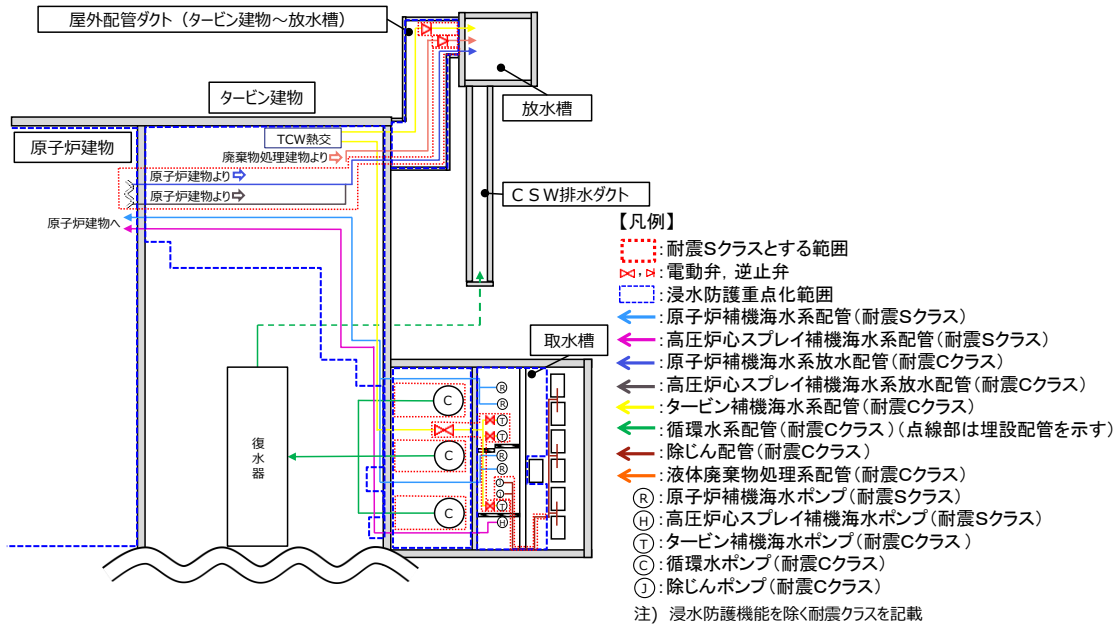 屋外配管ダクト（タービン建物～放水槽）
タービン建物
放水槽
原子炉建物
TCW熱交
廃棄物処理建物より
原子炉建物より
原子炉建物より
原子炉建物へ
CSW排水ダクト
取水槽
復水器
C
C
C
R
R
T
T
R
R
J
J
T
H
【凡例】
：耐震Sクラスとする範囲
：電動弁，逆止弁
：浸水防護重点化範囲
：原子炉補機海水系配管（耐震Sクラス）
：高圧炉心スプレイ補機海水系配管（耐震Sクラス）
：原子炉補機海水系放水配管（耐震Cクラス）
：高圧炉心スプレイ補機海水系放水配管（耐震Cクラス）
：タービン補機海水系配管（耐震Cクラス）
：循環水系配管（耐震Cクラス）（点線部は埋設配管を示す）
：除じん配管（耐震Cクラス）
：液体廃棄物処理系配管（耐震Cクラス）
R：原子炉補機海水ポンプ（耐震Sクラス）
H：高圧炉心スプレイ補機海水ポンプ（耐震Sクラス）
T：タービン補機海水ポンプ（耐震Cクラス）
C：循環水ポンプ（耐震Cクラス）
J：除じんポンプ（耐震Cクラス）
注） 浸水防護機能を除く耐震クラスを記載